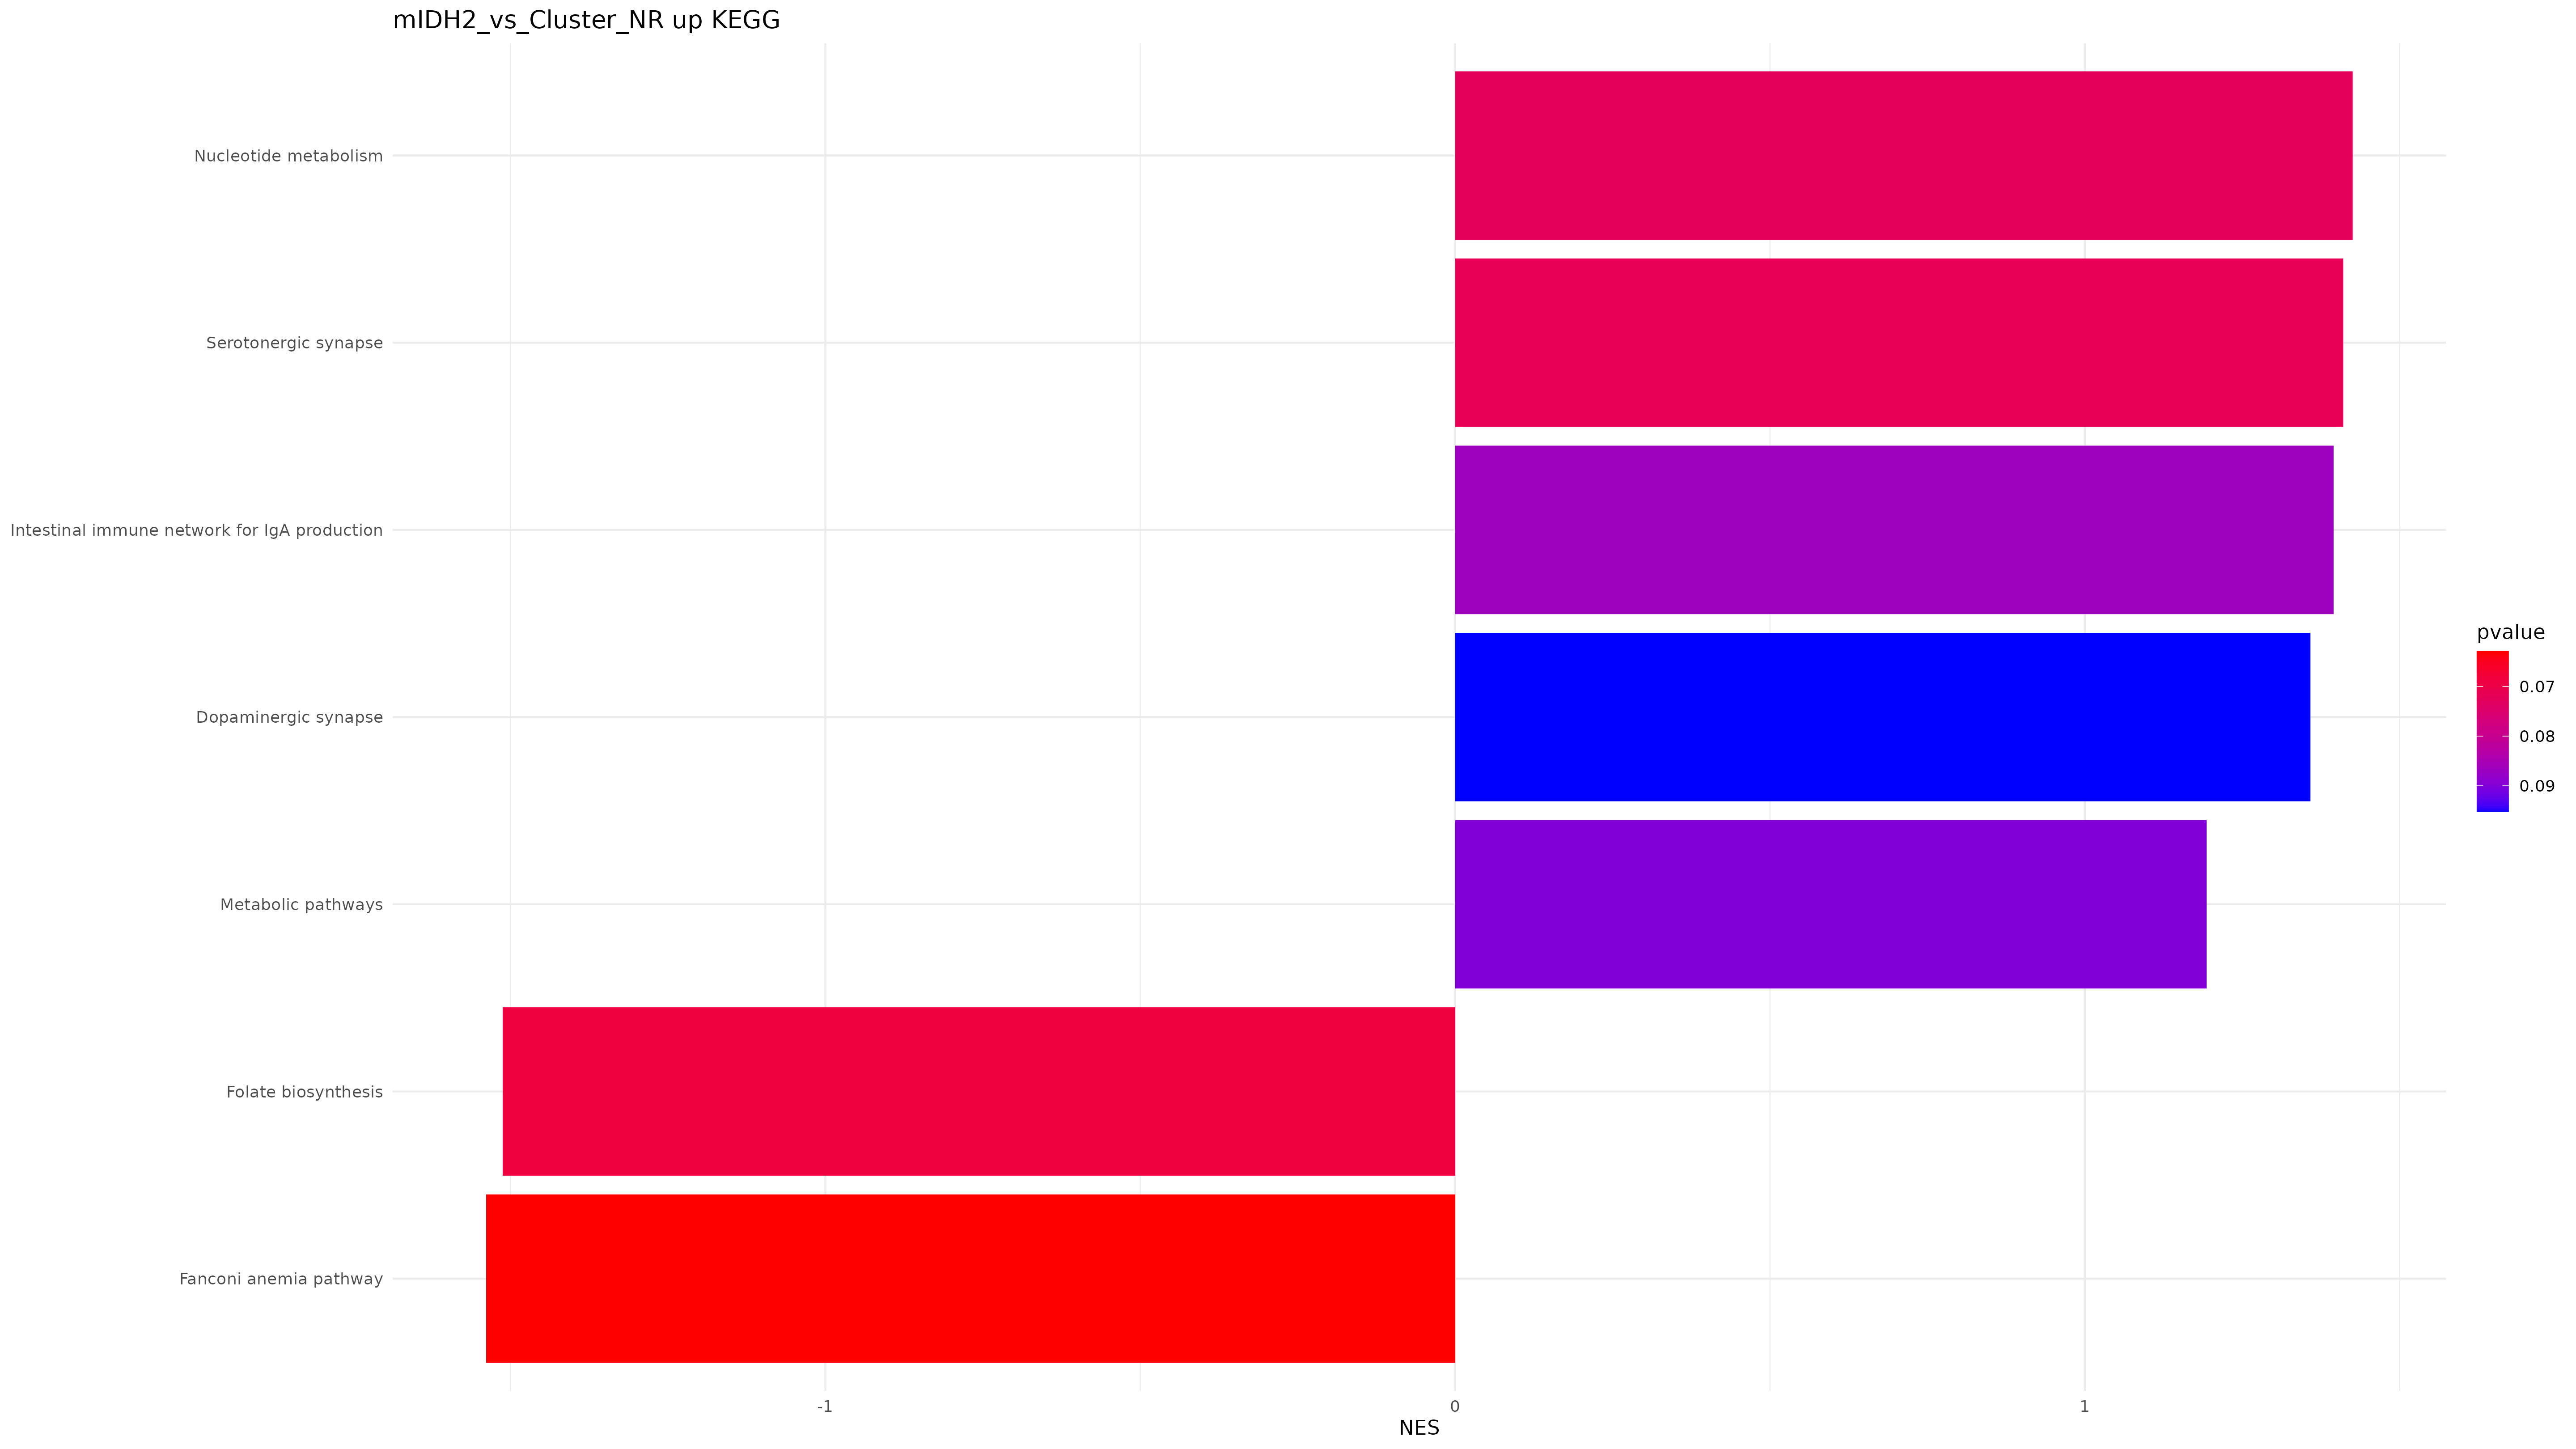 mIDH2_vs_Cluster_NR up KEGG
Nucleotide metabolism
Serotonergic synapse
Intestinal immune network for IgA production
Dopaminergic synapse
Metabolic pathways
Folate biosynthesis
Fanconi anemia pathway
-1
0
1
NES
pvalue
0.07
0.08
0.09